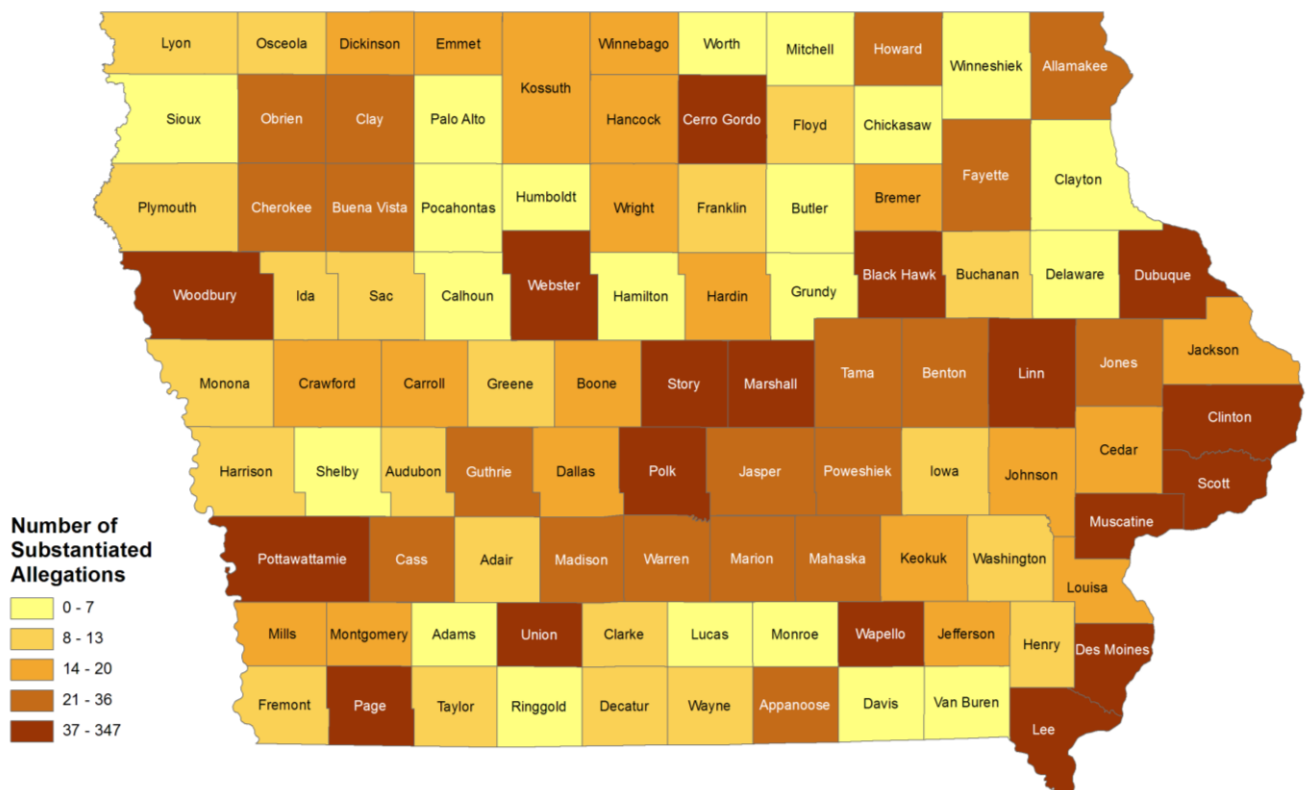 Lyon
Osceola
Dickinson
Emmet
Kossuth
Winnebago
Worth
Mitchell
Howard
Winneshiek
Allamakee
Sioux
Obrien
Clay
Palo Alto
Hancock
Cerro Gordo
Floyd
Chickasaw
Fayette
Clayton
Plymouth
Cherokee
Buena Vista
Pocahontas
Humboldt
Wright
Franklin
Butler
Bremer
Woodbury
Ida
Sac
Calhoun
Webster
Hamilton
Hardin
Grundy
Black Hawk
Buchanan
Delaware
Dubuque
Monona
Crawford
Carroll
Greene
Boone
Story
Marshall
Tama
Benton
Linn
Jones
Jackson
Clinton
Harrison
Shelby
Audubon
Guthrie
Dallas
Polk
Jasper
Poweshiek
Iowa
Johnson
Cedar
Scott
Muscatine
Pottawattamie
Cass
Adair
Madison
Warren
Marion
Mahaska
Keokuk
Washington
Louisa
Mills
Montgomery
Adams
Union
Clarke
Lucas
Monroe
Wapello
Jefferson
Henry
Des Moines
Fremont
Page
Taylor
Ringgold
Decatur
Wayne
Appanoose
Davis
Van Buren
Lee
Number of
Substantiated
Allegations
0 - 7
8 - 13
14 - 20
21 - 36
37 - 347